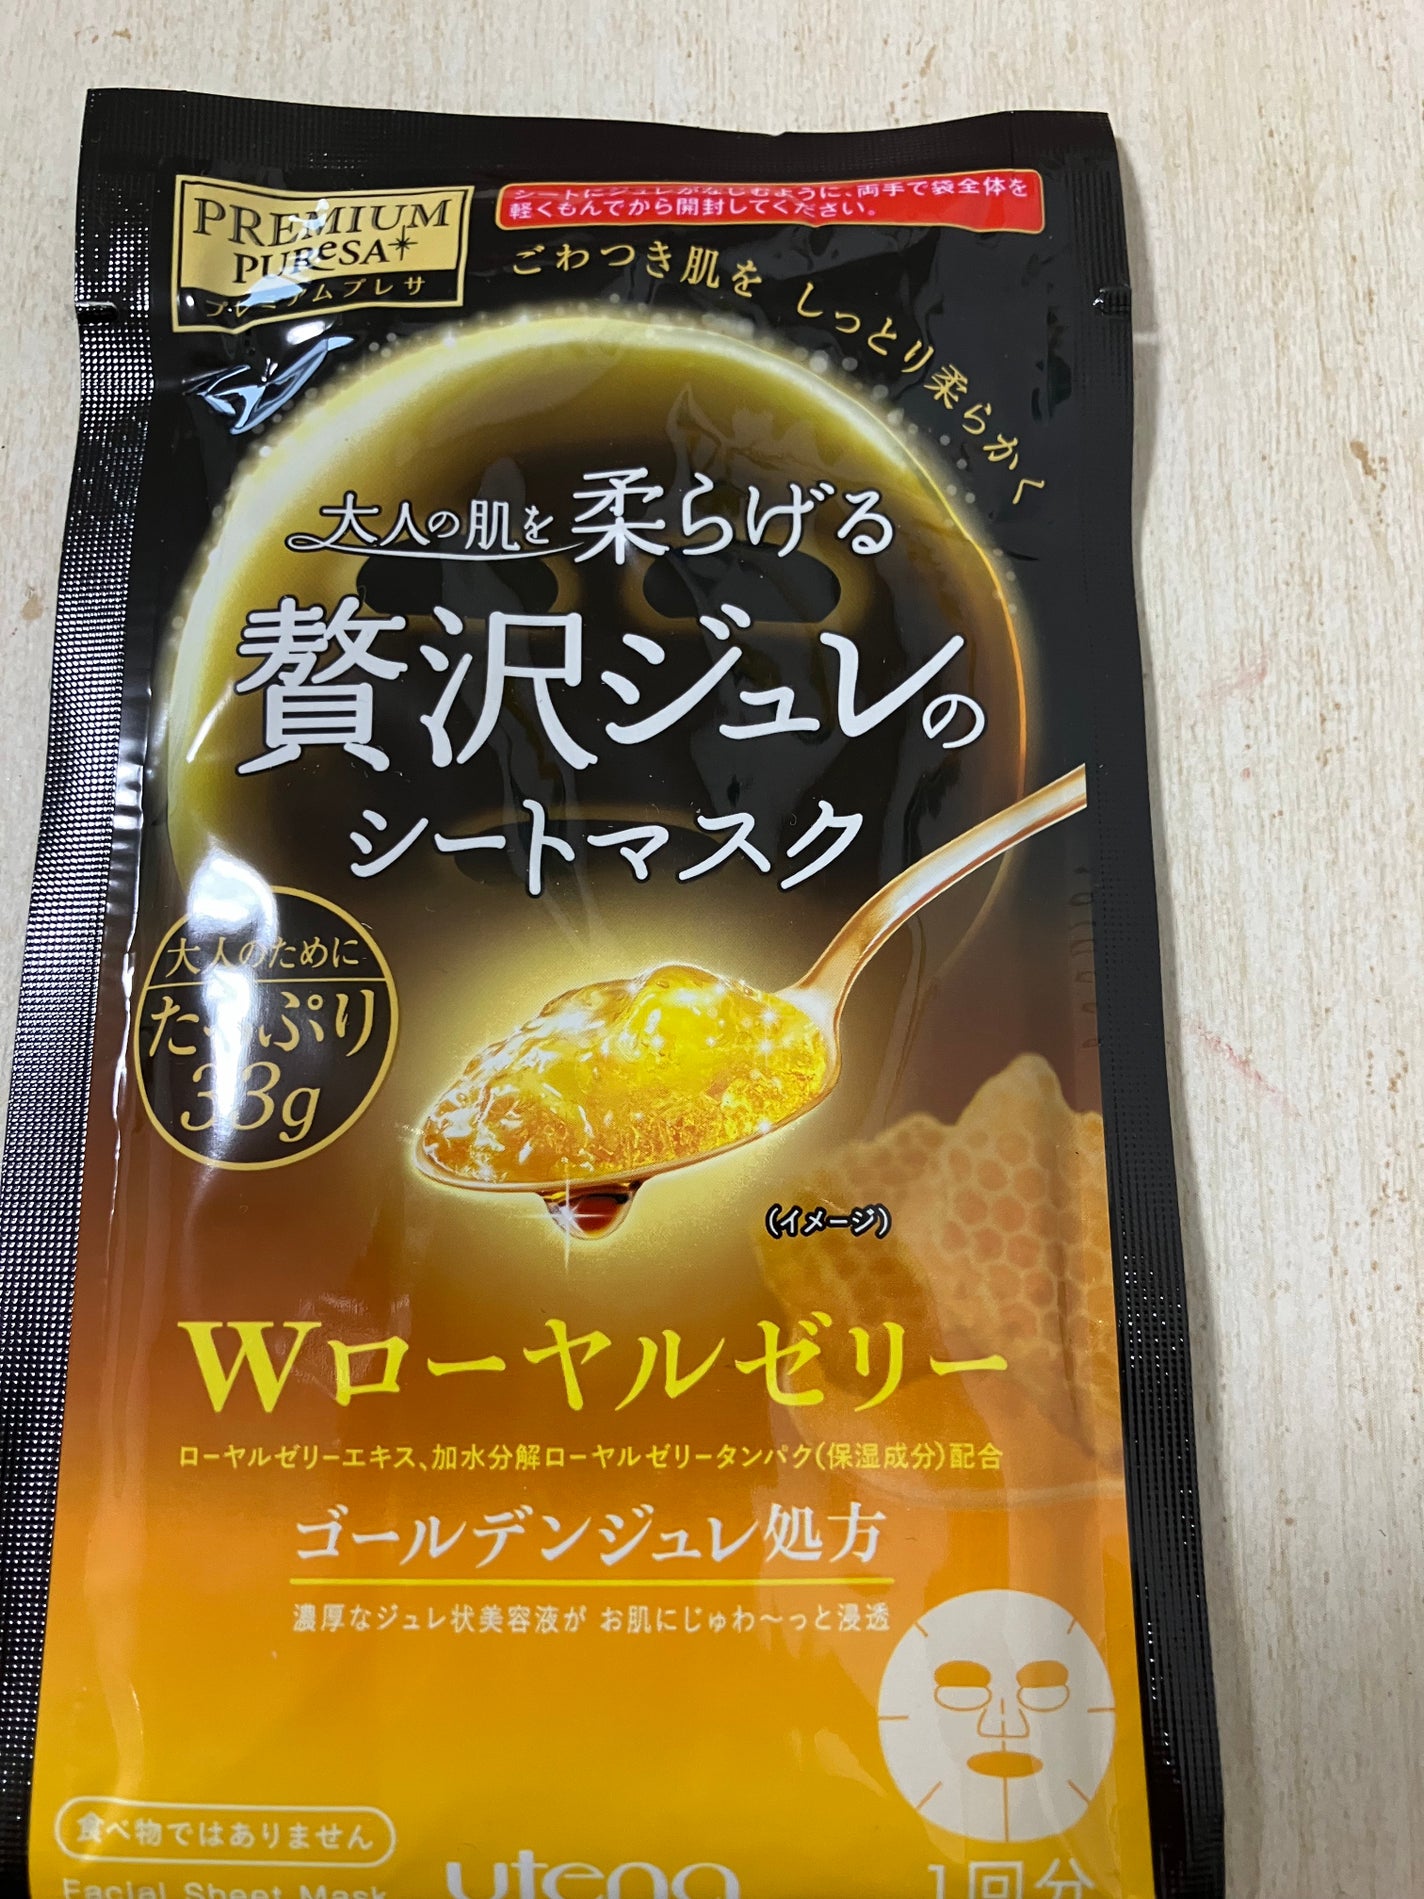 PREMIUM
PUReSA
プレミアムプレサ
シートにジュレがなじむように、両手で袋全体を
軽くもんでから開封してください。
ごわつき肌を しっとり柔らかく
大人の肌を柔らげる
贅沢ジュレの
シートマスク
大人のために
たっぷり
33g
(イメージ)
Wローヤルゼリー
ローヤルゼリーエキス、加水分解ローヤルゼリータンパク(保湿成分)配合
ゴールデンジュレ処方
濃厚なジュレ状美容液が お肌にじゅわ〜っと浸透
食べ物ではありません
Facial Sheet Mask
utena
1回分